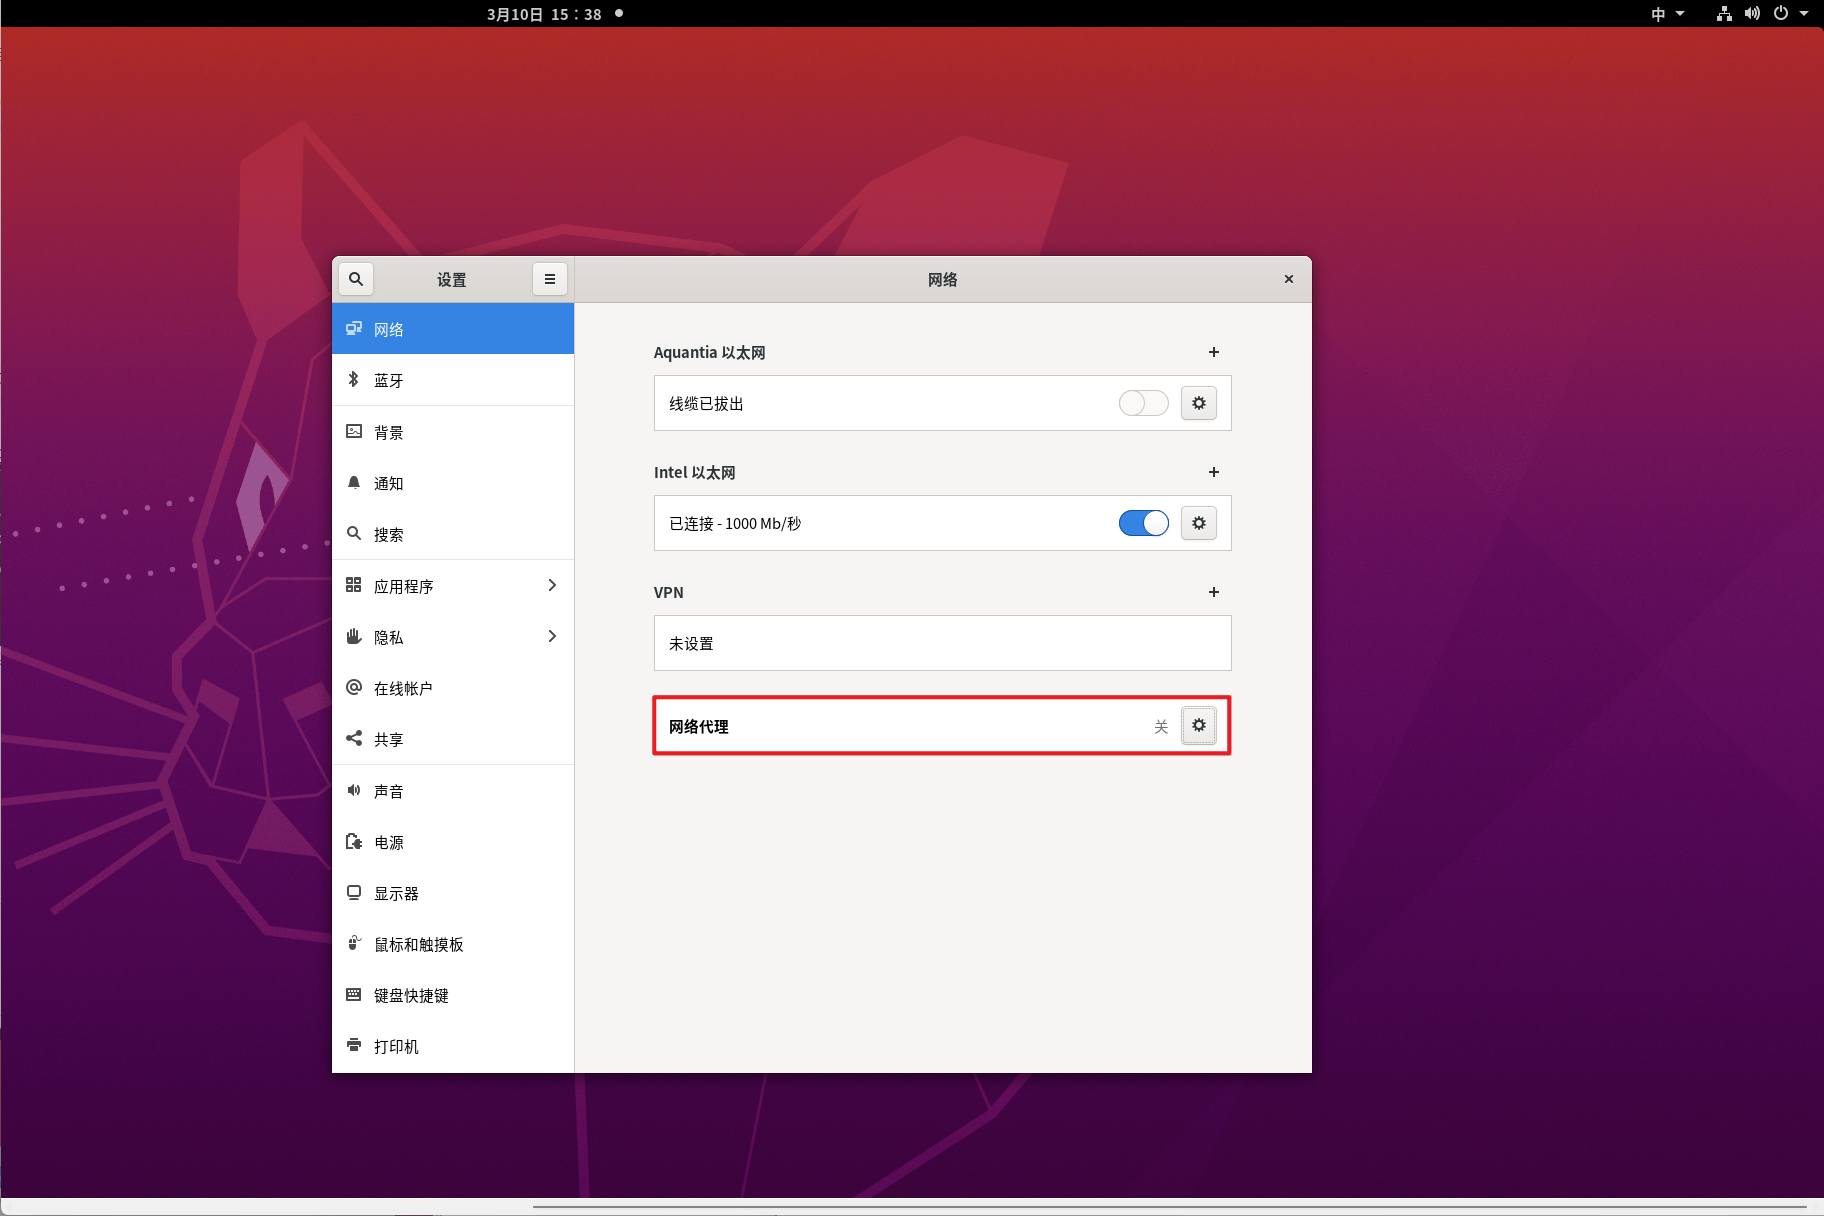 3月10日 15：38
中
设置
网络
网络
蓝牙
背景
通知
搜索
应用程序
隐私
在线帐户
共享
声音
电源
显示器
鼠标和触摸板
键盘快捷键
打印机
Aquantia 以太网
线缆已拔出
Intel 以太网
已连接 - 1000 Mb/秒
VPN
未设置
网络代理 关